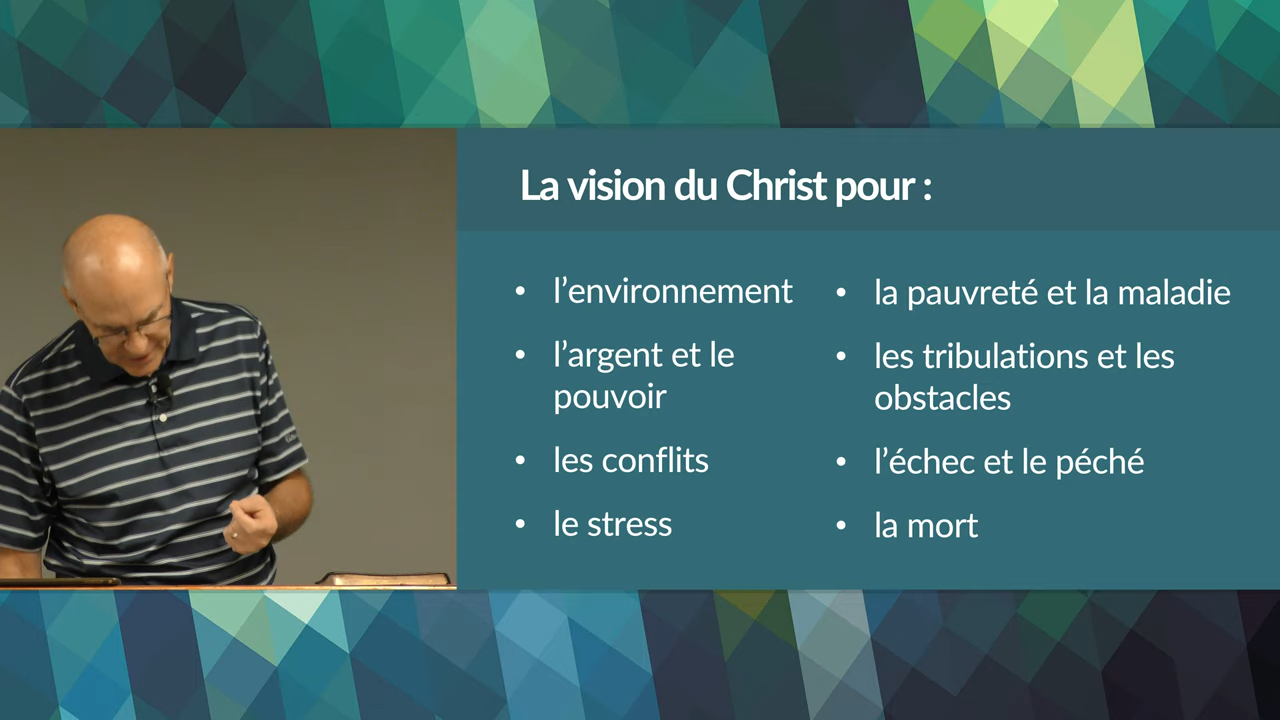 La vision du Christ pour :
• l’environnement
• l’argent et le
pouvoir
• les conflits
• le stress
• la pauvreté et la maladie
• les tribulations et les
obstacles
• l’échec et le péché
• la mort